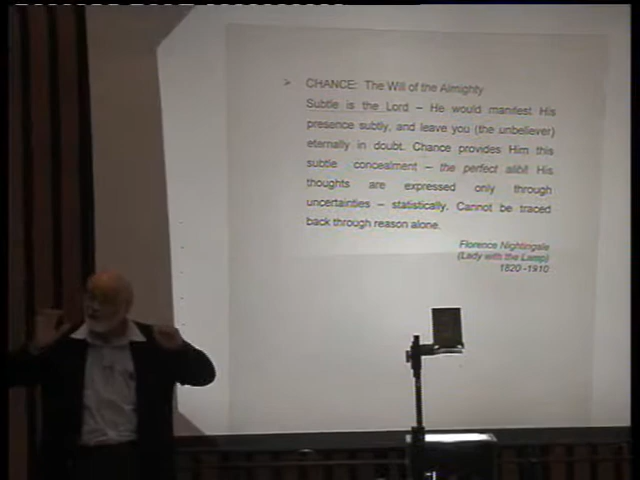 ➢ CHANCE: The Will of the Almighty
Subtle is the Lord – He would manifest His
presence subtly, and leave you (the unbeliever)
eternally in doubt. Chance provides Him this
subtle concealment – the perfect alibi! His
thoughts are expressed only through
uncertainties – statistically. Cannot be traced
back through reason alone.
Florence Nightingale
(Lady with the Lamp)
1820 -1910